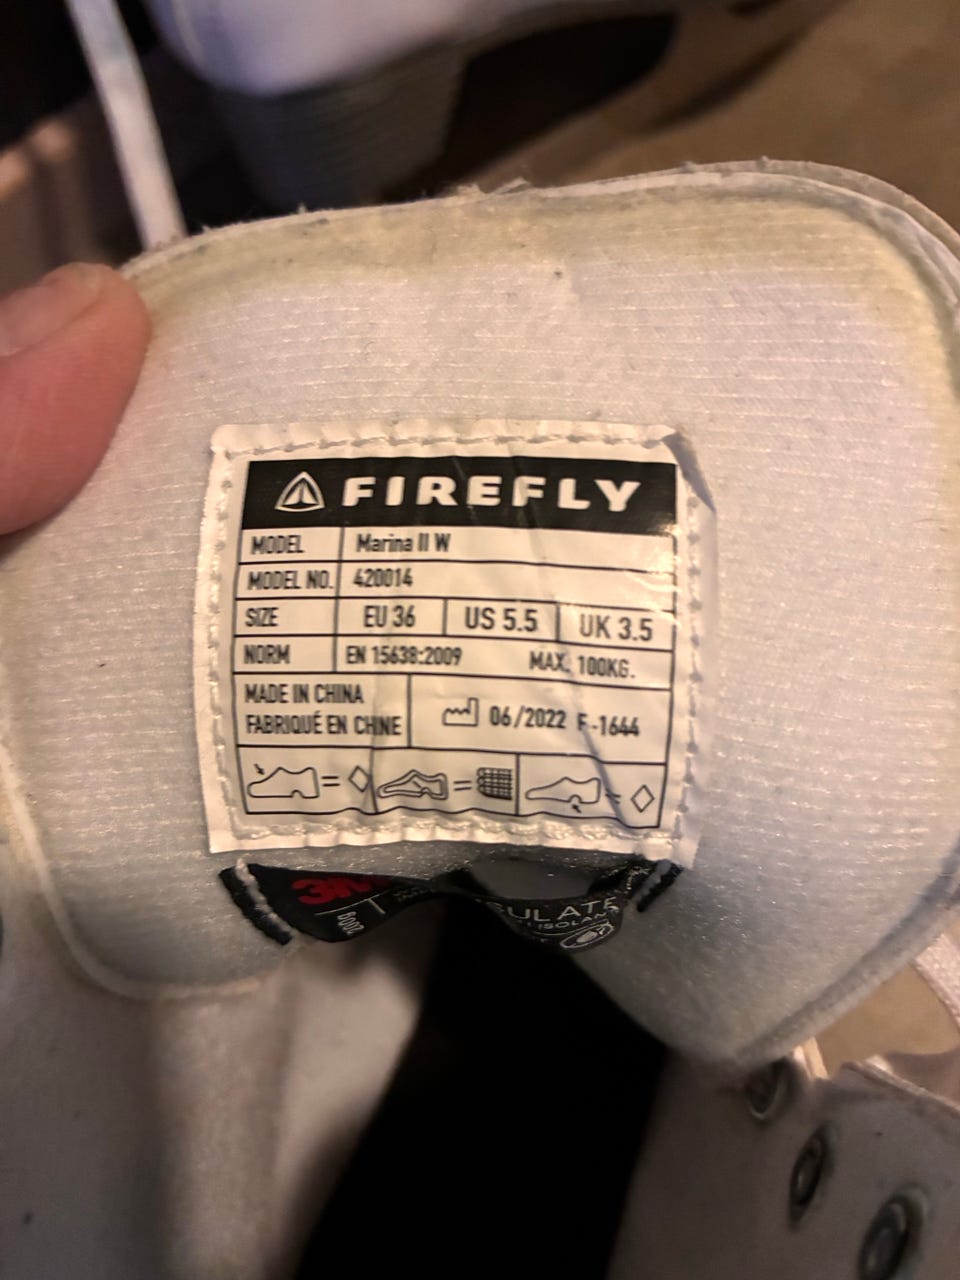 FIREFLY
MODEL Marina II W
MODEL NO. 420014
SIZE EU 36 US 5.5 UK 3.5
NORM EN 15638:2009 MAX. 100KG.
MADE IN CHINA
FABRIQUÉ EN CHINE
06/2022 F-1644
= = =
3M
200g